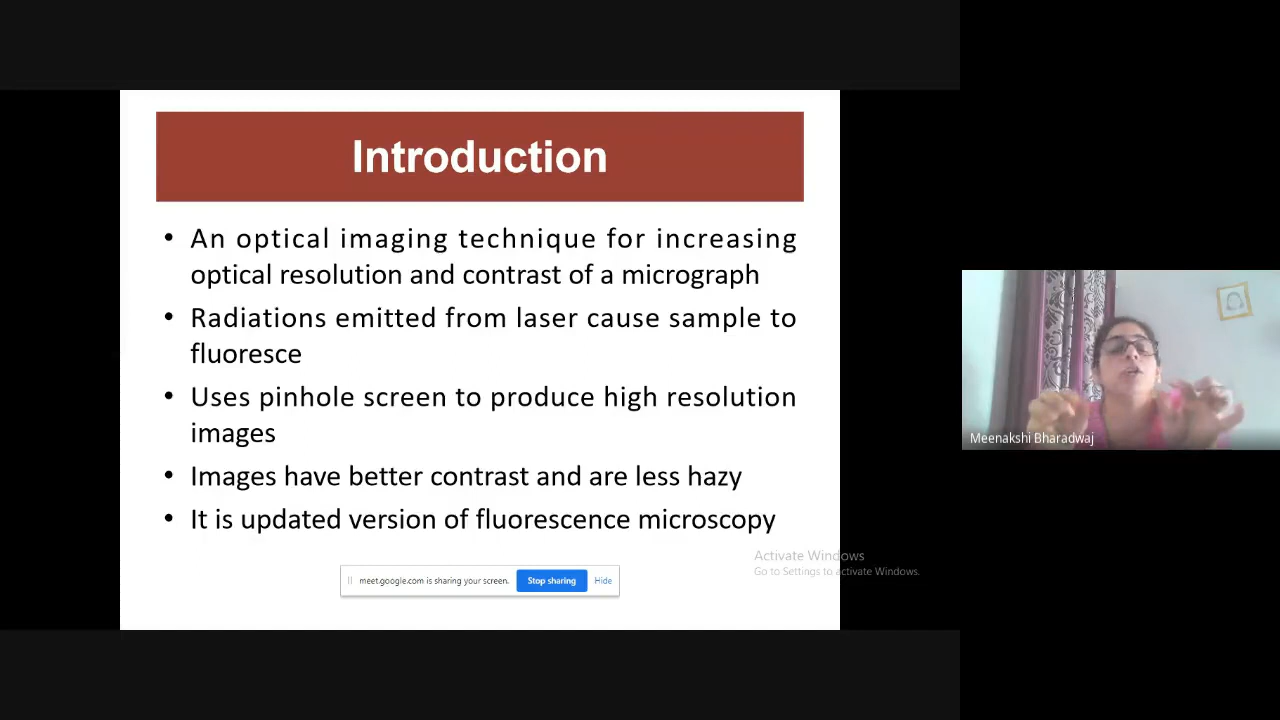 Introduction
• An optical imaging technique for increasing
optical resolution and contrast of a micrograph
• Radiations emitted from laser cause sample to
fluoresce
• Uses pinhole screen to produce high resolution
images
• Images have better contrast and are less hazy
• It is updated version of fluorescence microscopy
Activate Windows
Go to Settings to activate Windows.
meet.google.com is sharing your screen. Stop sharing Hide
Meenakshi Bharadwaj